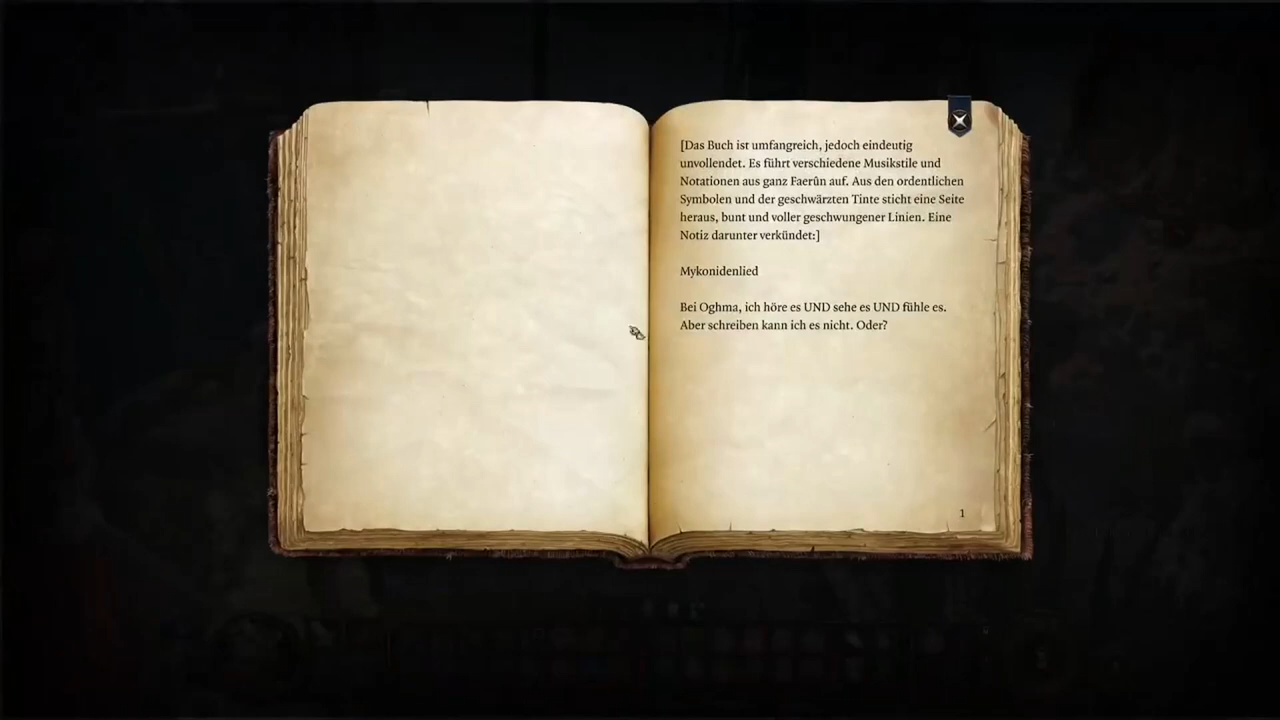 [Das Buch ist umfangreich, jedoch eindeutig
unvollendet. Es führt verschiedene Musikstile und
Notationen aus ganz Faerûn auf. Aus den ordentlichen
Symbolen und der geschwärzten Tinte sticht eine Seite
heraus, bunt und voller geschwungener Linien. Eine
Notiz darunter verkündet:]
Mykonidenlied
Bei Oghma, ich höre es UND sehe es UND fühle es.
Aber schreiben kann ich es nicht. Oder?
1